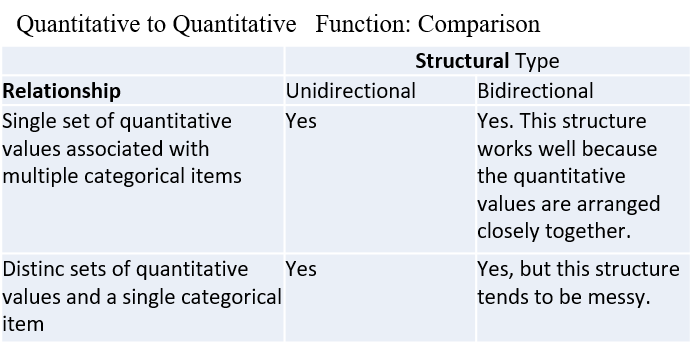 Quantitative to Quantitative Function: Comparison
Structural Type
Relationship
Unidirectional
Bidirectional
Single set of quantitative
values associated with
multiple categorical items
Yes
Yes. This structure
works well because
the quantitative
values are arranged
closely together.
Distinc sets of quantitative
values and a single categorical
item
Yes
Yes, but this structure
tends to be messy.